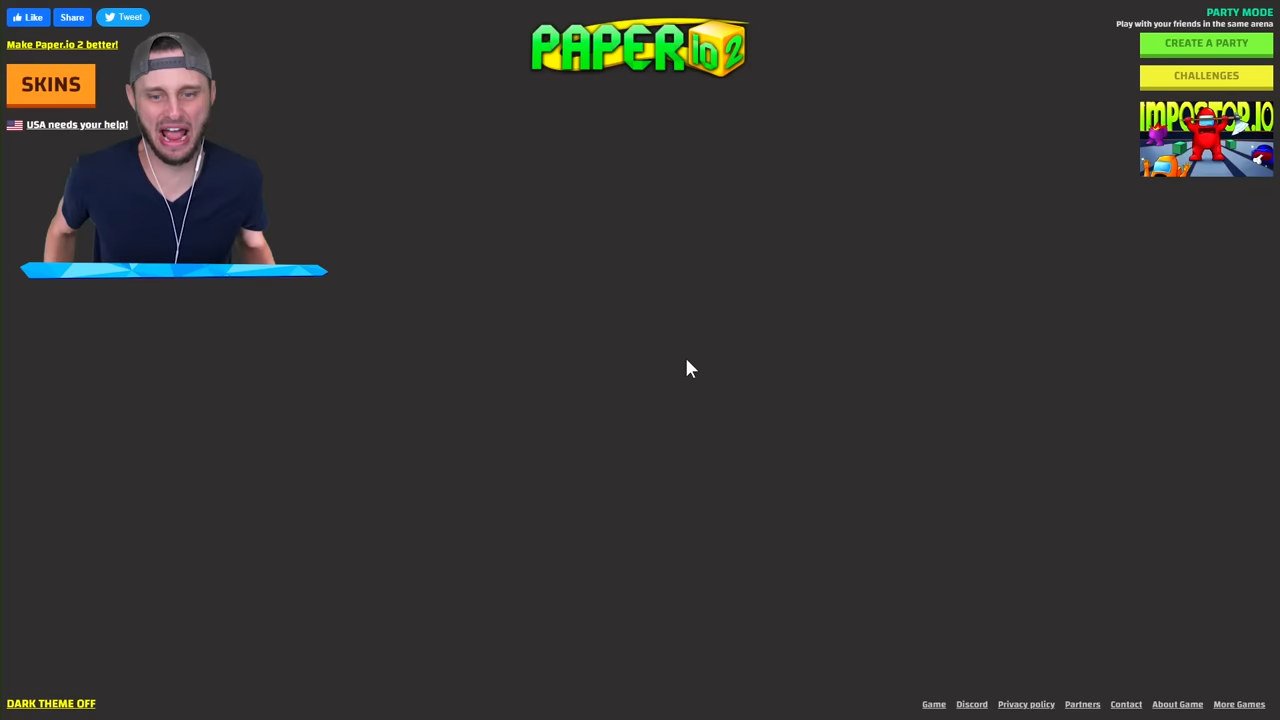 Like
Share
Tweet
Make Paper.io 2 better!
SKINS
USA needs your help!
PAPER.io 2
PARTY MODE
Play with your friends in the same arena
CREATE A PARTY
CHALLENGES
IMPOSTOR.IO
DARK THEME OFF
Game
Discord
Privacy policy
Partners
Contact
About Game
More Games